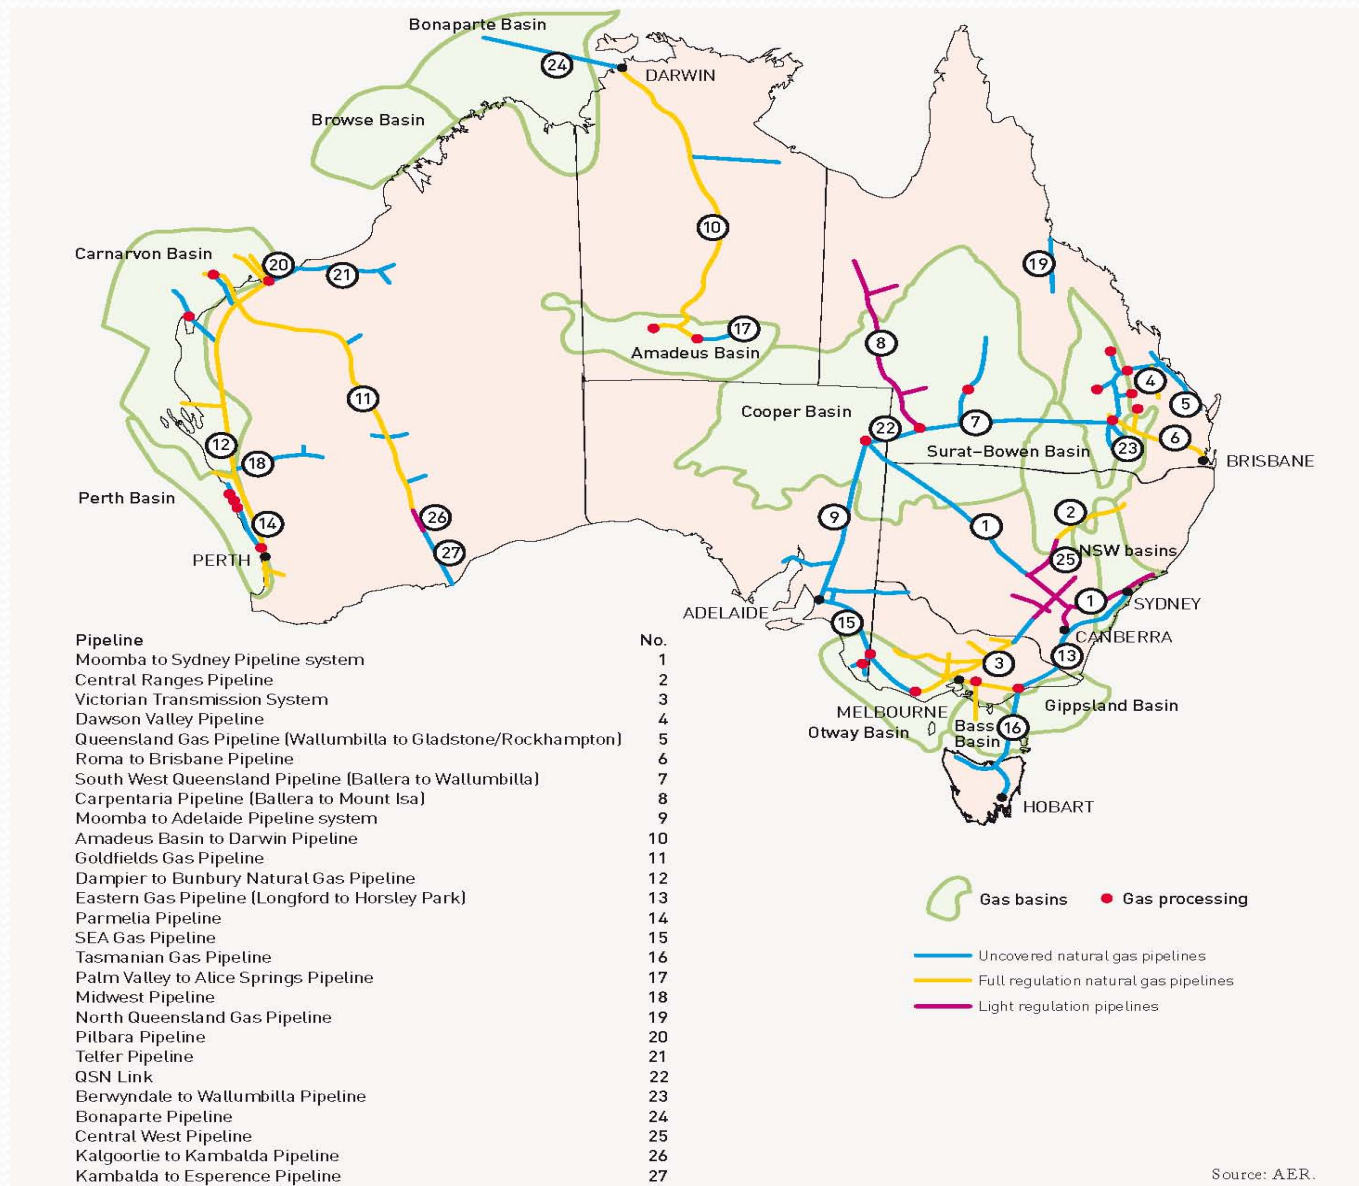 Bonaparte Basin
24
DARWIN
Browse Basin
10
Carnarvon Basin
20
21
19
17
Amadeus Basin
8
4
5
11
Cooper Basin
22
7
6
12
18
Surat–Bowen Basin
23
BRISBANE
Perth Basin
14
26
9
1
2
27
25
NSW basins
PERTH
ADELAIDE
15
1
SYDNEY
CANBERRA
3
13
MELBOURNE
Otway Basin
Bass
Basin
16
Gippsland Basin
HOBART
Pipeline No.
Moomba to Sydney Pipeline system 1
Central Ranges Pipeline 2
Victorian Transmission System 3
Dawson Valley Pipeline 4
Queensland Gas Pipeline (Wallumbilla to Gladstone/Rockhampton) 5
Roma to Brisbane Pipeline 6
South West Queensland Pipeline (Ballera to Wallumbilla) 7
Carpentaria Pipeline (Ballera to Mount Isa) 8
Moomba to Adelaide Pipeline system 9
Amadeus Basin to Darwin Pipeline 10
Goldfields Gas Pipeline 11
Dampier to Bunbury Natural Gas Pipeline 12
Eastern Gas Pipeline (Longford to Horsley Park) 13
Parmelia Pipeline 14
SEA Gas Pipeline 15
Tasmanian Gas Pipeline 16
Palm Valley to Alice Springs Pipeline 17
Midwest Pipeline 18
North Queensland Gas Pipeline 19
Pilbara Pipeline 20
Telfer Pipeline 21
QSN Link 22
Berwyndale to Wallumbilla Pipeline 23
Bonaparte Pipeline 24
Central West Pipeline 25
Kalgoorlie to Kambalda Pipeline 26
Kambalda to Esperence Pipeline 27
Gas basins
Gas processing
Uncovered natural gas pipelines
Full regulation natural gas pipelines
Light regulation pipelines
Source: AER.